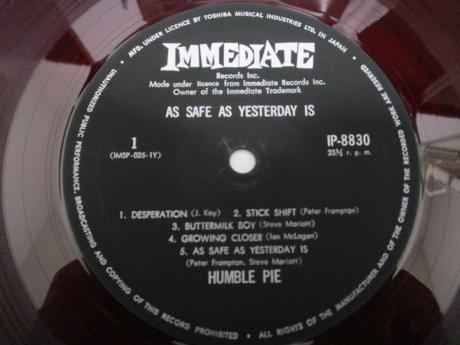 MFD. UNDER LICENCE BY TOSHIBA MUSICAL INDUSTRIES LTD. IN JAPAN
IMMEDIATE
Records Inc.
Made under licence from Immediate Records Inc.
Owner of the Immediate Trademark
AS SAFE AS YESTERDAY IS
1
(IMSP-025-1Y)
IP-8830
33⅓ r. p. m.
1. DESPERATION (J. Kay) 2. STICK SHIFT (Peter Frampton)
3. BUTTERMILK BOY (Steve Mariott)
4. GROWING CLOSER (Ian McLagan)
5. AS SAFE AS YESTERDAY IS
(Peter Frampton, Steve Mariott)
HUMBLE PIE
UNAUTHORIZED PUBLIC PERFORMANCE, BROADCASTING AND COPYING OF THIS RECORD PROHIBITED • ALL RIGHTS OF THE MANUFACTURER AND OF THE OWNER OF THE RECORDED WORK ARE RESERVED